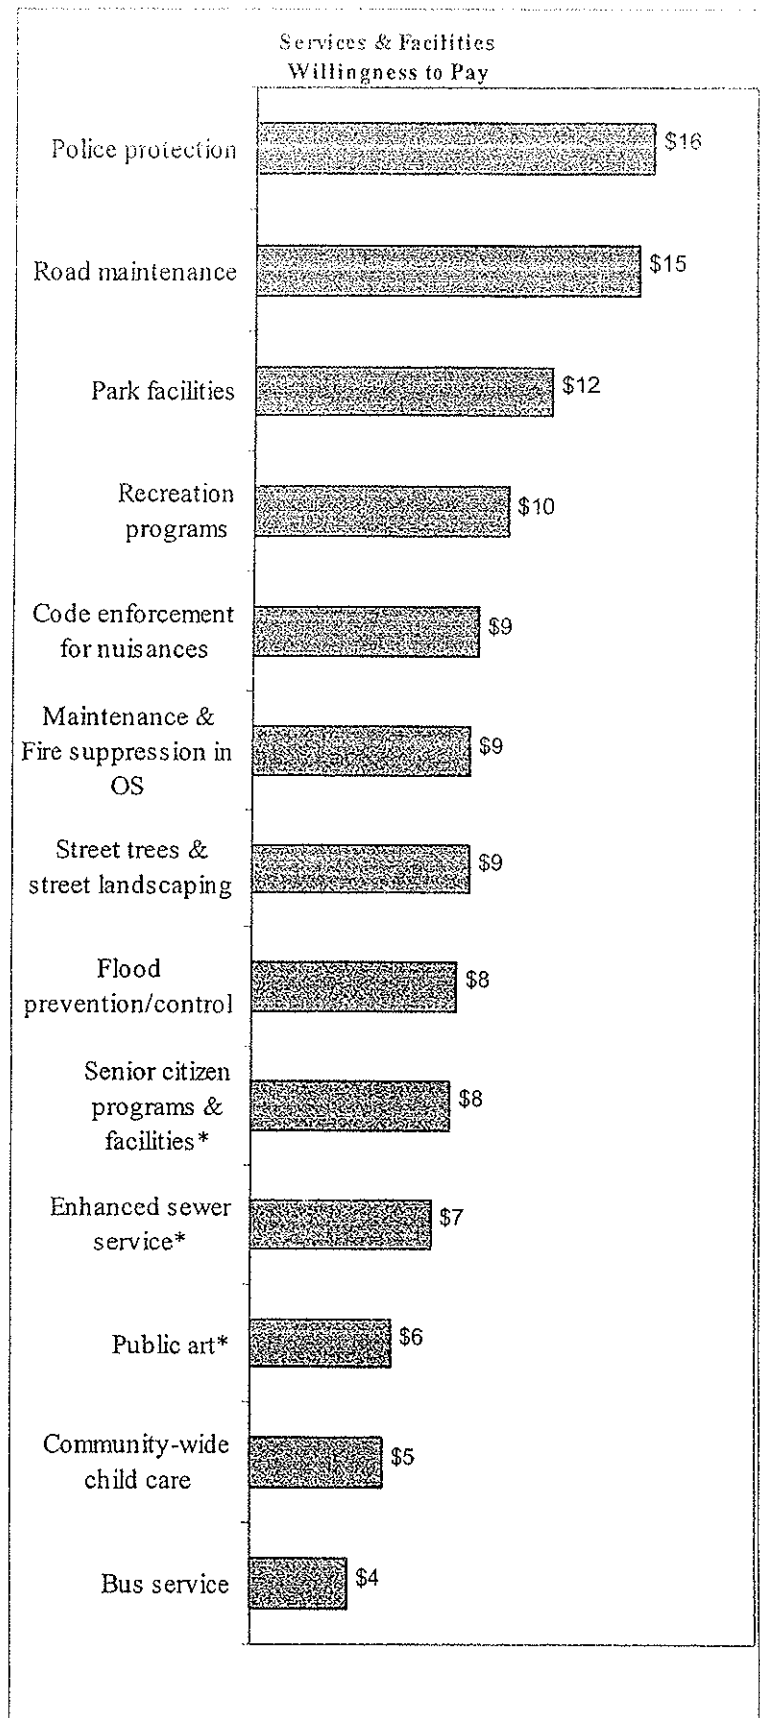 Services & Facilities
Willingness to Pay
Police protection
$16
Road maintenance
$15
Park facilities
$12
Recreation
programs
$10
Code enforcement
for nuisances
$9
Maintenance &
Fire suppression in
OS
$9
Street trees &
street landscaping
$9
Flood
prevention/control
$8
Senior citizen
programs &
facilities*
$8
Enhanced sewer
service*
$7
Public art*
$6
Community-wide
child care
$5
Bus service
$4